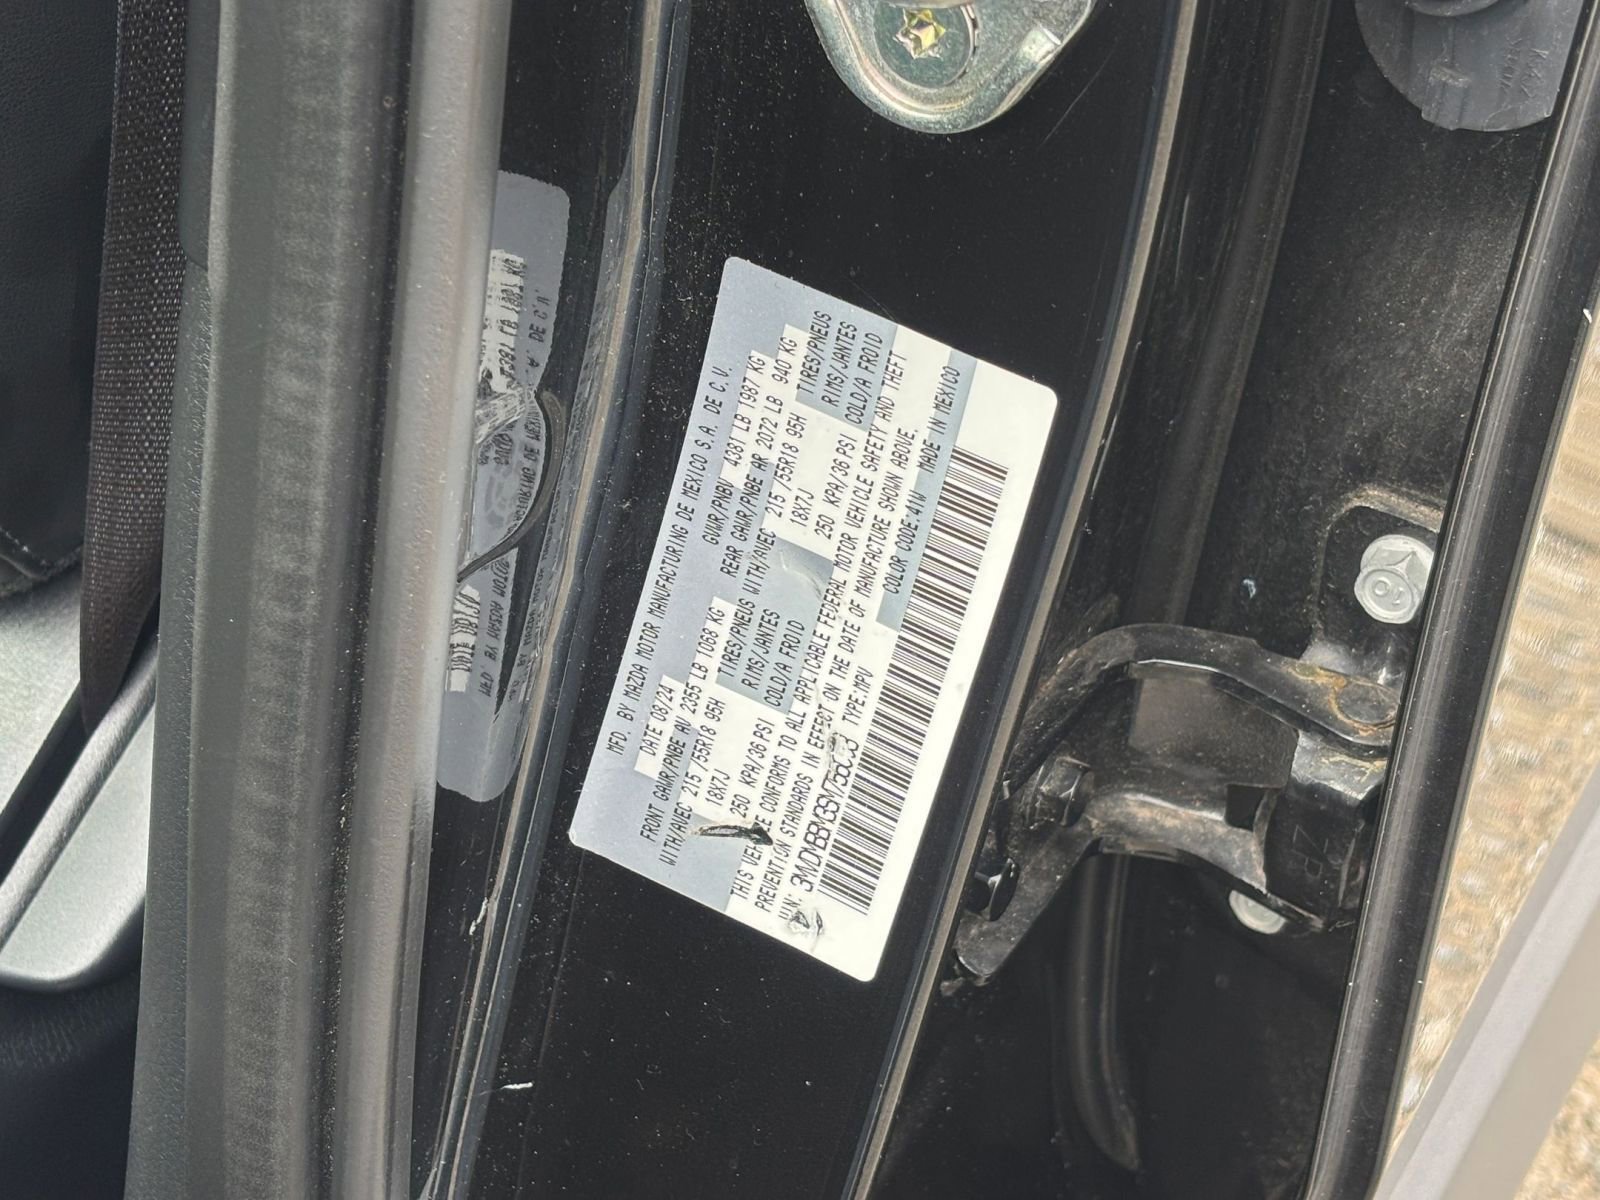 MFD. BY MAZDA MOTOR MANUFACTURING DE MEXICO S.A. DE C.V.
DATE 08/24 GVWR/PNBV 4381 LB 1987 KG
FRONT GAWR/PNBE AV 2355 LB 1068 KG REAR GAWR/PNBE AR 2072 LB 940 KG
WITH/AVEC 215 /55R18 95H TIRES/PNEUS WITH/AVEC 215 /55R18 95H TIRES/PNEUS
18X7J RIMS/JANTES 18X7J RIMS/JANTES
250 KPA/36 PSI COLD/A FROID 250 KPA/36 PSI COLD/A FROID
THIS VEH E CONFORMS TO ALL APPLICABLE FEDERAL MOTOR VEHICLE SAFETY AND THEFT
PREVENTION STANDARDS IN EFFECT ON THE DATE OF MANUFACTURE SHOWN ABOVE.
TYPE:MPV COLOR CODE:41W MADE IN MEXICO
ZP